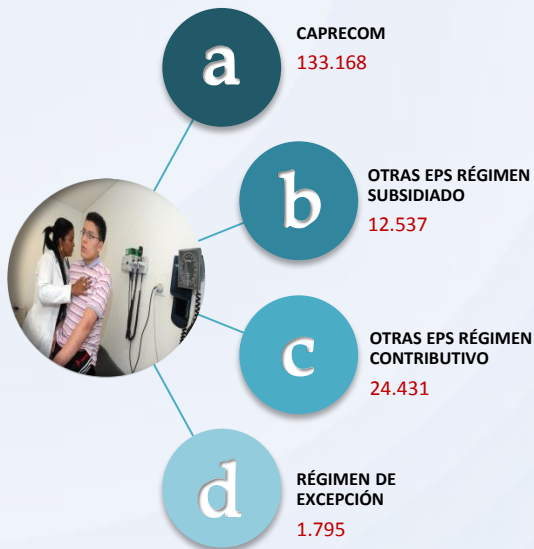 a
CAPRECOM
133.168
b
OTRAS EPS RÉGIMEN
SUBSIDIADO
12.537
c
OTRAS EPS RÉGIMEN
CONTRIBUTIVO
24.431
d
RÉGIMEN DE
EXCEPCIÓN
1.795